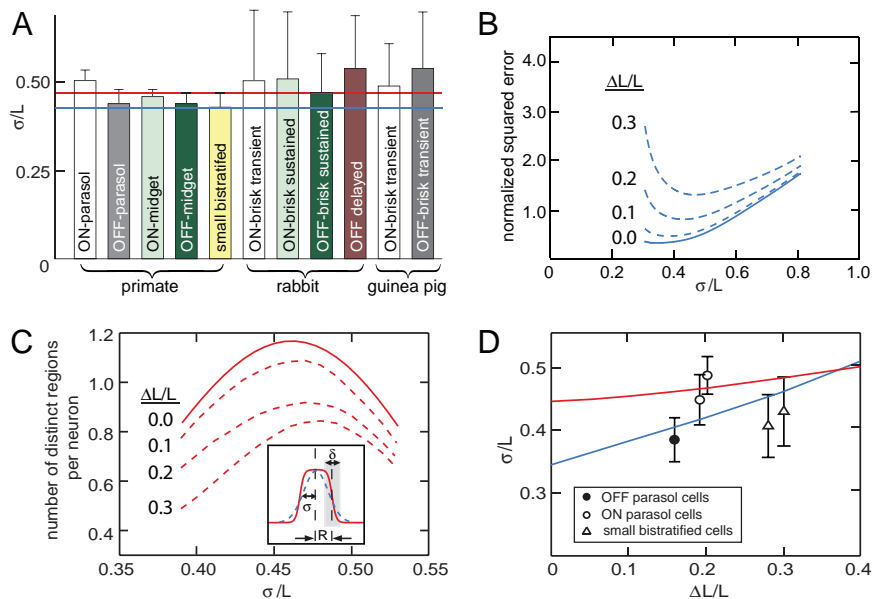 A
σ/L
0.50
0.25
0
ON-parasol
OFF-parasol
ON-midget
OFF-midget
small bistratifed
ON-brisk transient
ON-brisk sustained
OFF-brisk sustained
OFF delayed
ON-brisk transient
OFF-brisk transient
primate
rabbit
guinea pig
B
normalized squared error
4.0
3.0
2.0
1.0
ΔL/L
0.3
0.2
0.1
0.0
0 0.2 0.4 0.6 0.8 1.0
σ/L
C
number of distinct regions
per neuron
1.2
1.0
0.8
0.6
0.4
ΔL/L
0.0
0.1
0.2
0.3
δ
σ
R
0.35 0.40 0.45 0.50 0.55
σ/L
D
σ/L
0.5
0.4
0.3
OFF parasol cells
ON parasol cells
small bistratified cells
0 0.1 0.2 0.3 0.4
ΔL/L